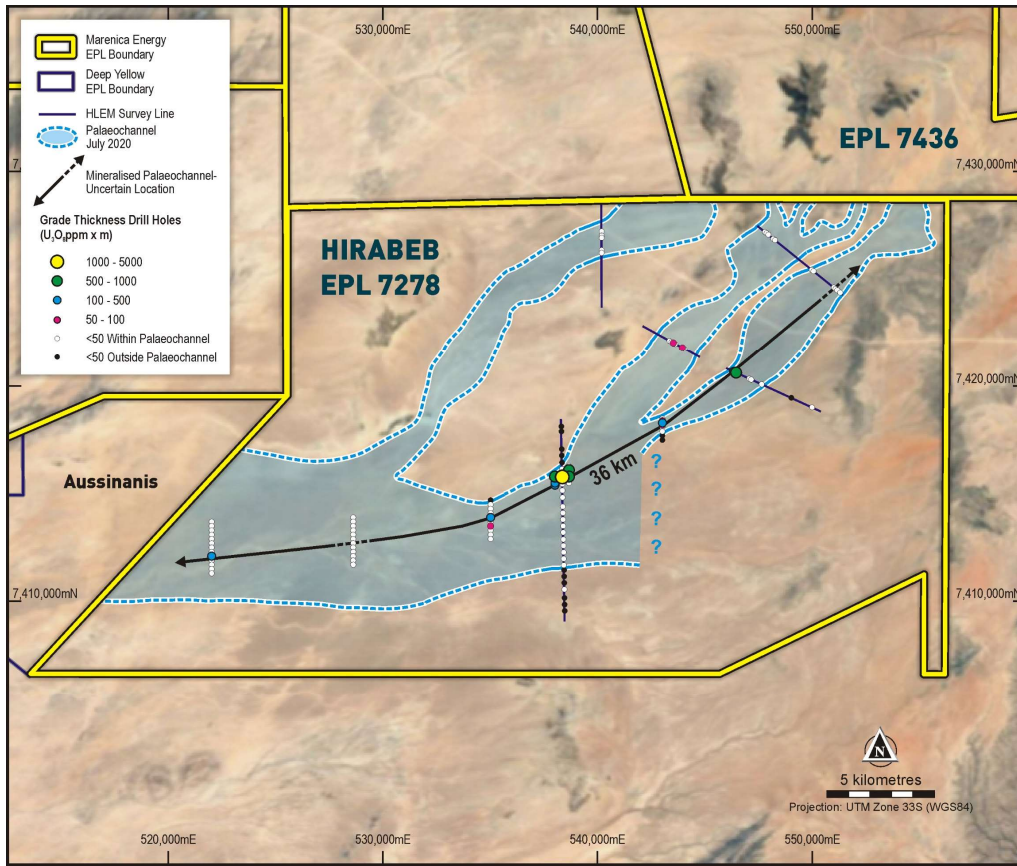 530,000mE
540,000mE
550,000mE
Marenica Energy
EPL Boundary
Deep Yellow
EPL Boundary
HLEM Survey Line
Palaeochannel
July 2020
Mineralised Palaeochannel-
Uncertain Location
Grade Thickness Drill Holes
(U₃O₈ppm x m)
1000 - 5000
500 - 1000
100 - 500
50 - 100
<50 Within Palaeochannel
<50 Outside Palaeochannel
EPL 7436
7,430,000mN
HIRABEB
EPL 7278
7,420,000mN
Aussinanis
36 km
?
?
?
?
7,410,000mN
7,410,000mN
N
5 kilometres
Projection: UTM Zone 33S (WGS84)
520,000mE
530,000mE
540,000mE
550,000mE